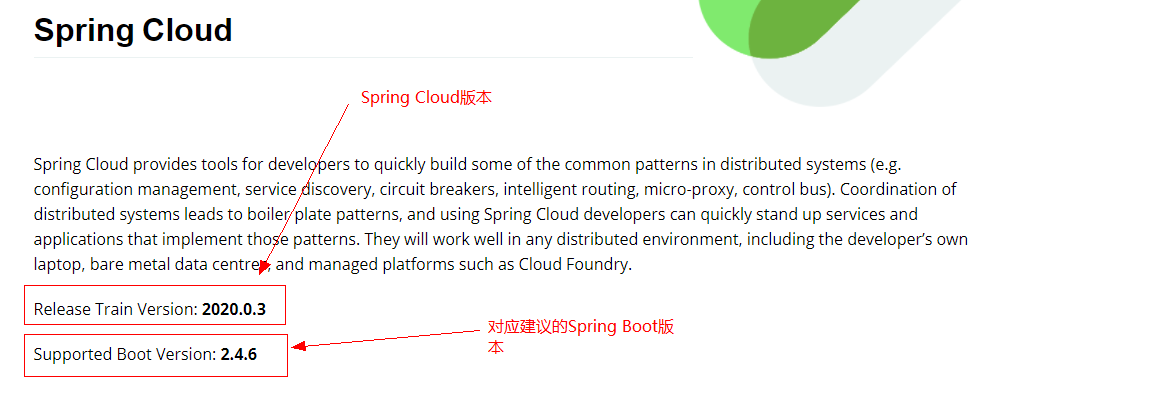 Spring Cloud
Spring Cloud版本
Spring Cloud provides tools for developers to quickly build some of the common patterns in distributed systems (e.g.
configuration management, service discovery, circuit breakers, intelligent routing, micro-proxy, control bus). Coordination of
distributed systems leads to boiler plate patterns, and using Spring Cloud developers can quickly stand up services and
applications that implement those patterns. They will work well in any distributed environment, including the developer’s own
laptop, bare metal data centres, and managed platforms such as Cloud Foundry.
Release Train Version: 2020.0.3
对应建议的Spring Boot版
本
Supported Boot Version: 2.4.6